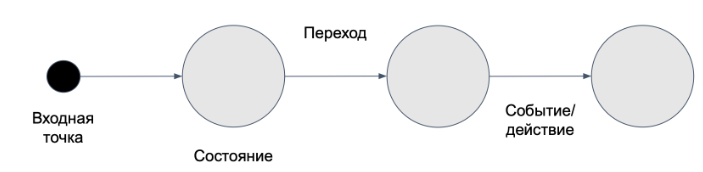 Переход
Входная
точка
Состояние
Событие/
действие